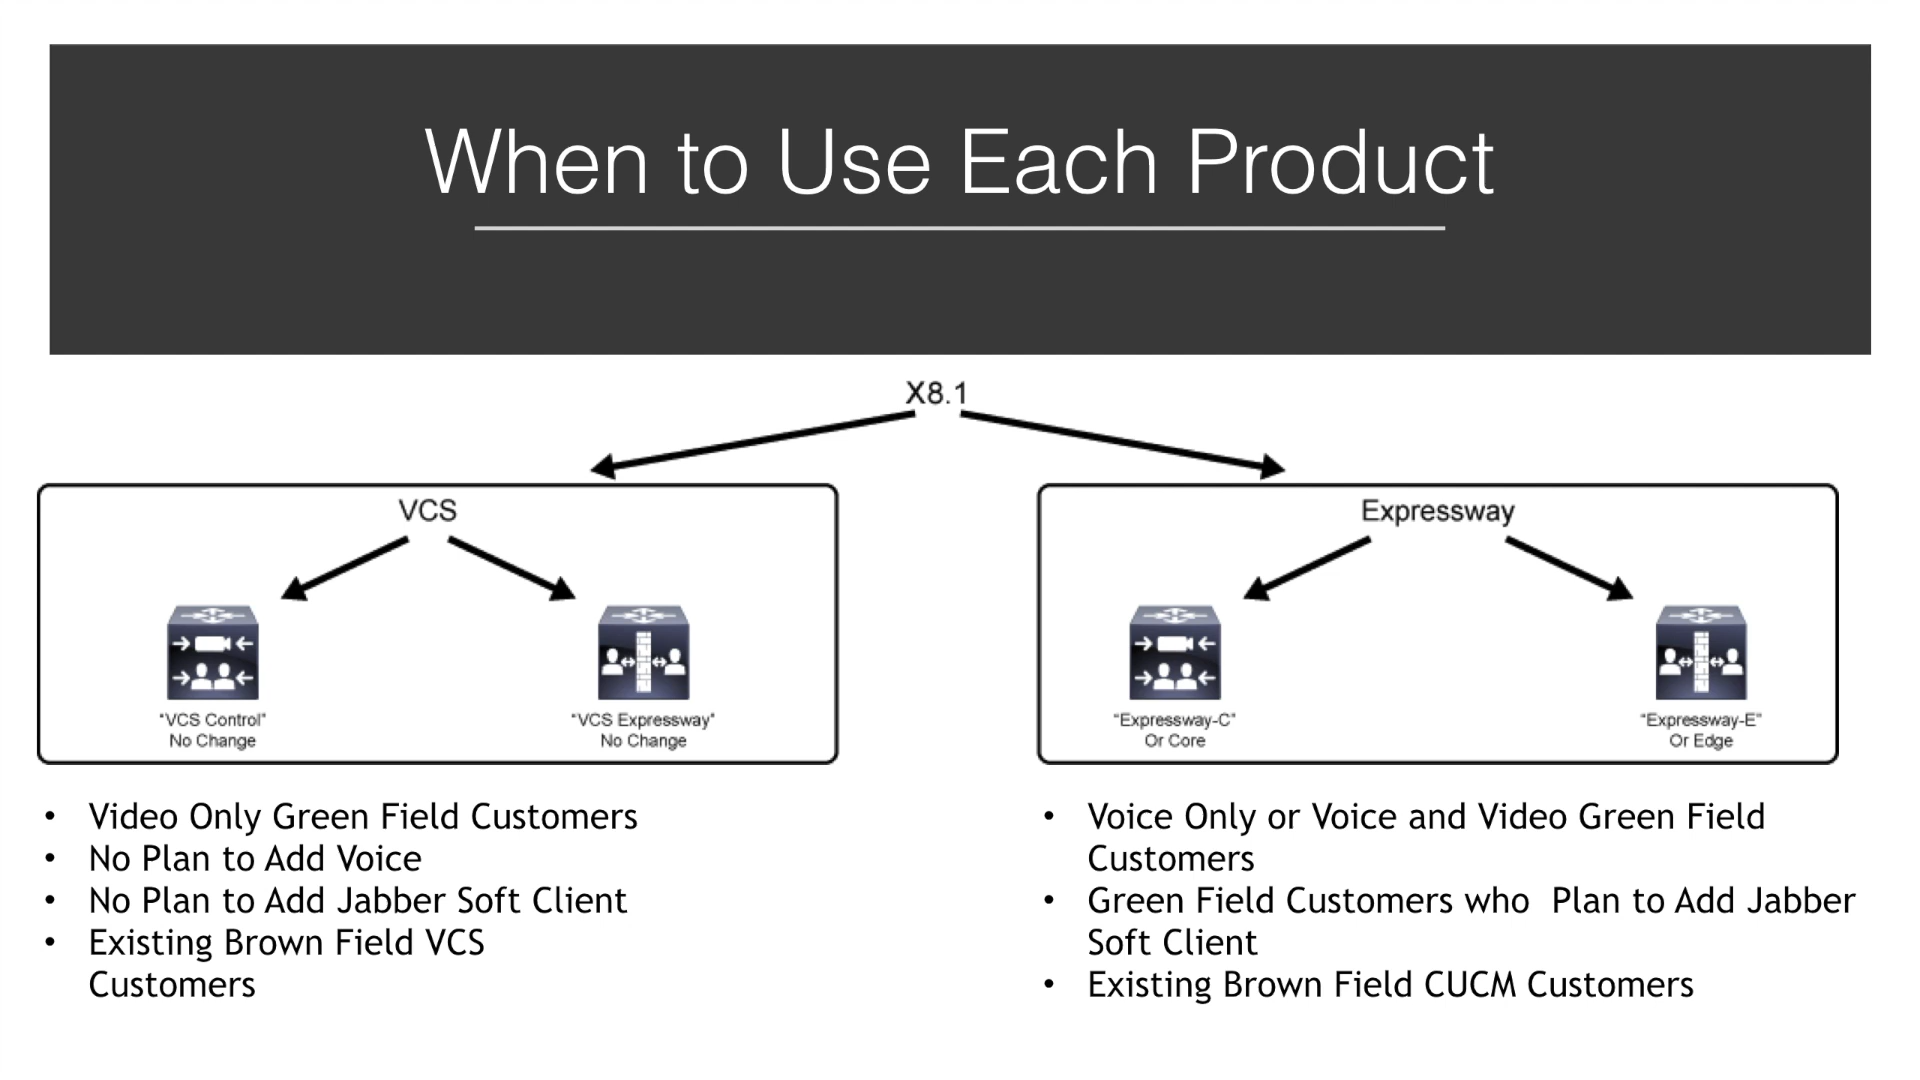 When to Use Each Product
X8.1
VCS
"VCS Control"
No Change
"VCS Expressway"
No Change
Expressway
"Expressway-C"
Or Core
"Expressway-E"
Or Edge
• Video Only Green Field Customers
• No Plan to Add Voice
• No Plan to Add Jabber Soft Client
• Existing Brown Field VCS
Customers
• Voice Only or Voice and Video Green Field
Customers
• Green Field Customers who  Plan to Add Jabber
Soft Client
• Existing Brown Field CUCM Customers